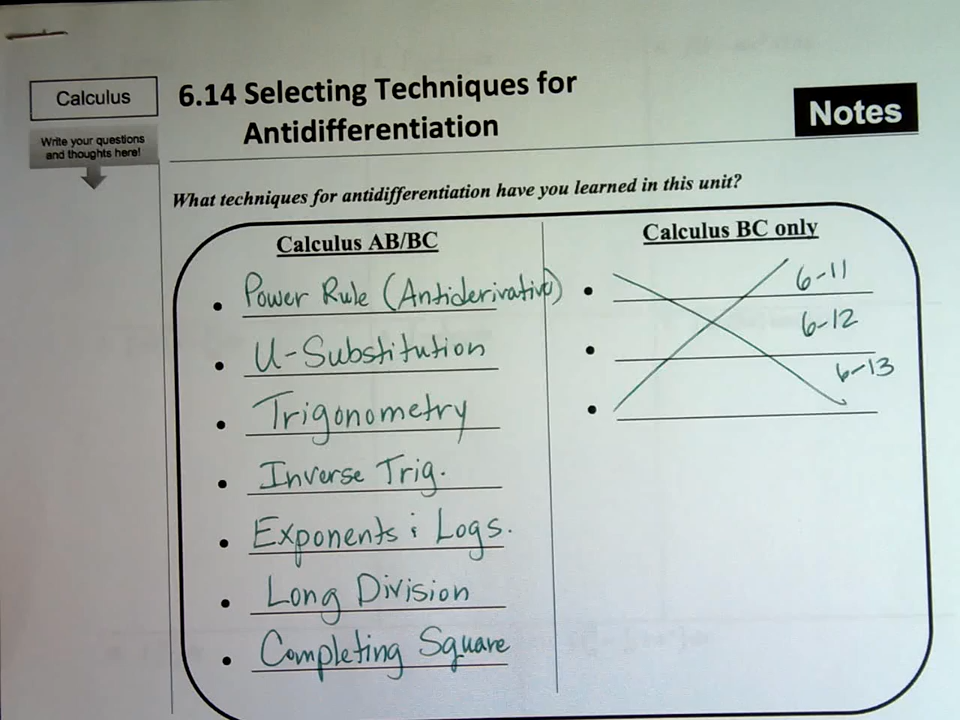 Calculus
6.14 Selecting Techniques for
Antidifferentiation
Notes
Write your questions
and thoughts here!
What techniques for antidifferentiation have you learned in this unit?
Calculus AB/BC
• Power Rule (Antiderivative)
• U-Substitution
• Trigonometry
• Inverse Trig.
• Exponents & Logs.
• Long Division
• Completing Square
Calculus BC only
• 6-11
• 6-12
• 6-13